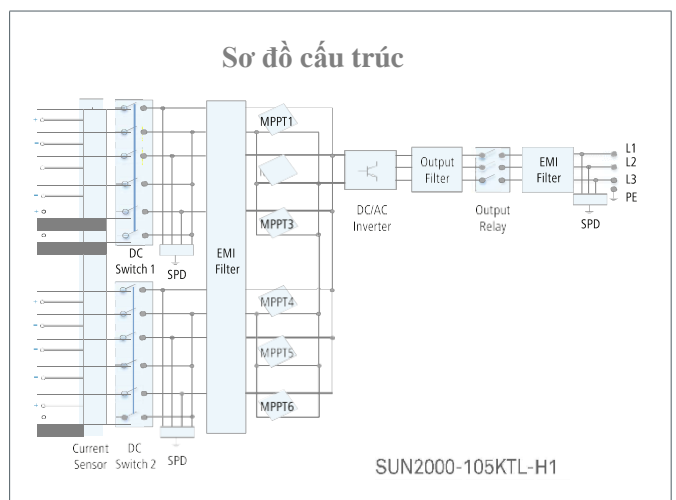 Sơ đồ cấu trúc
MPPT1
MPPT3
MPPT4
MPPT5
MPPT6
DC
Switch 1
SPD
EMI
Filter
DC/AC
Inverter
Output
Filter
Output
Relay
EMI
Filter
L1
L2
L3
PE
SPD
Current
Sensor
DC
Switch 2
SPD
SUN2000-105KTL-H1